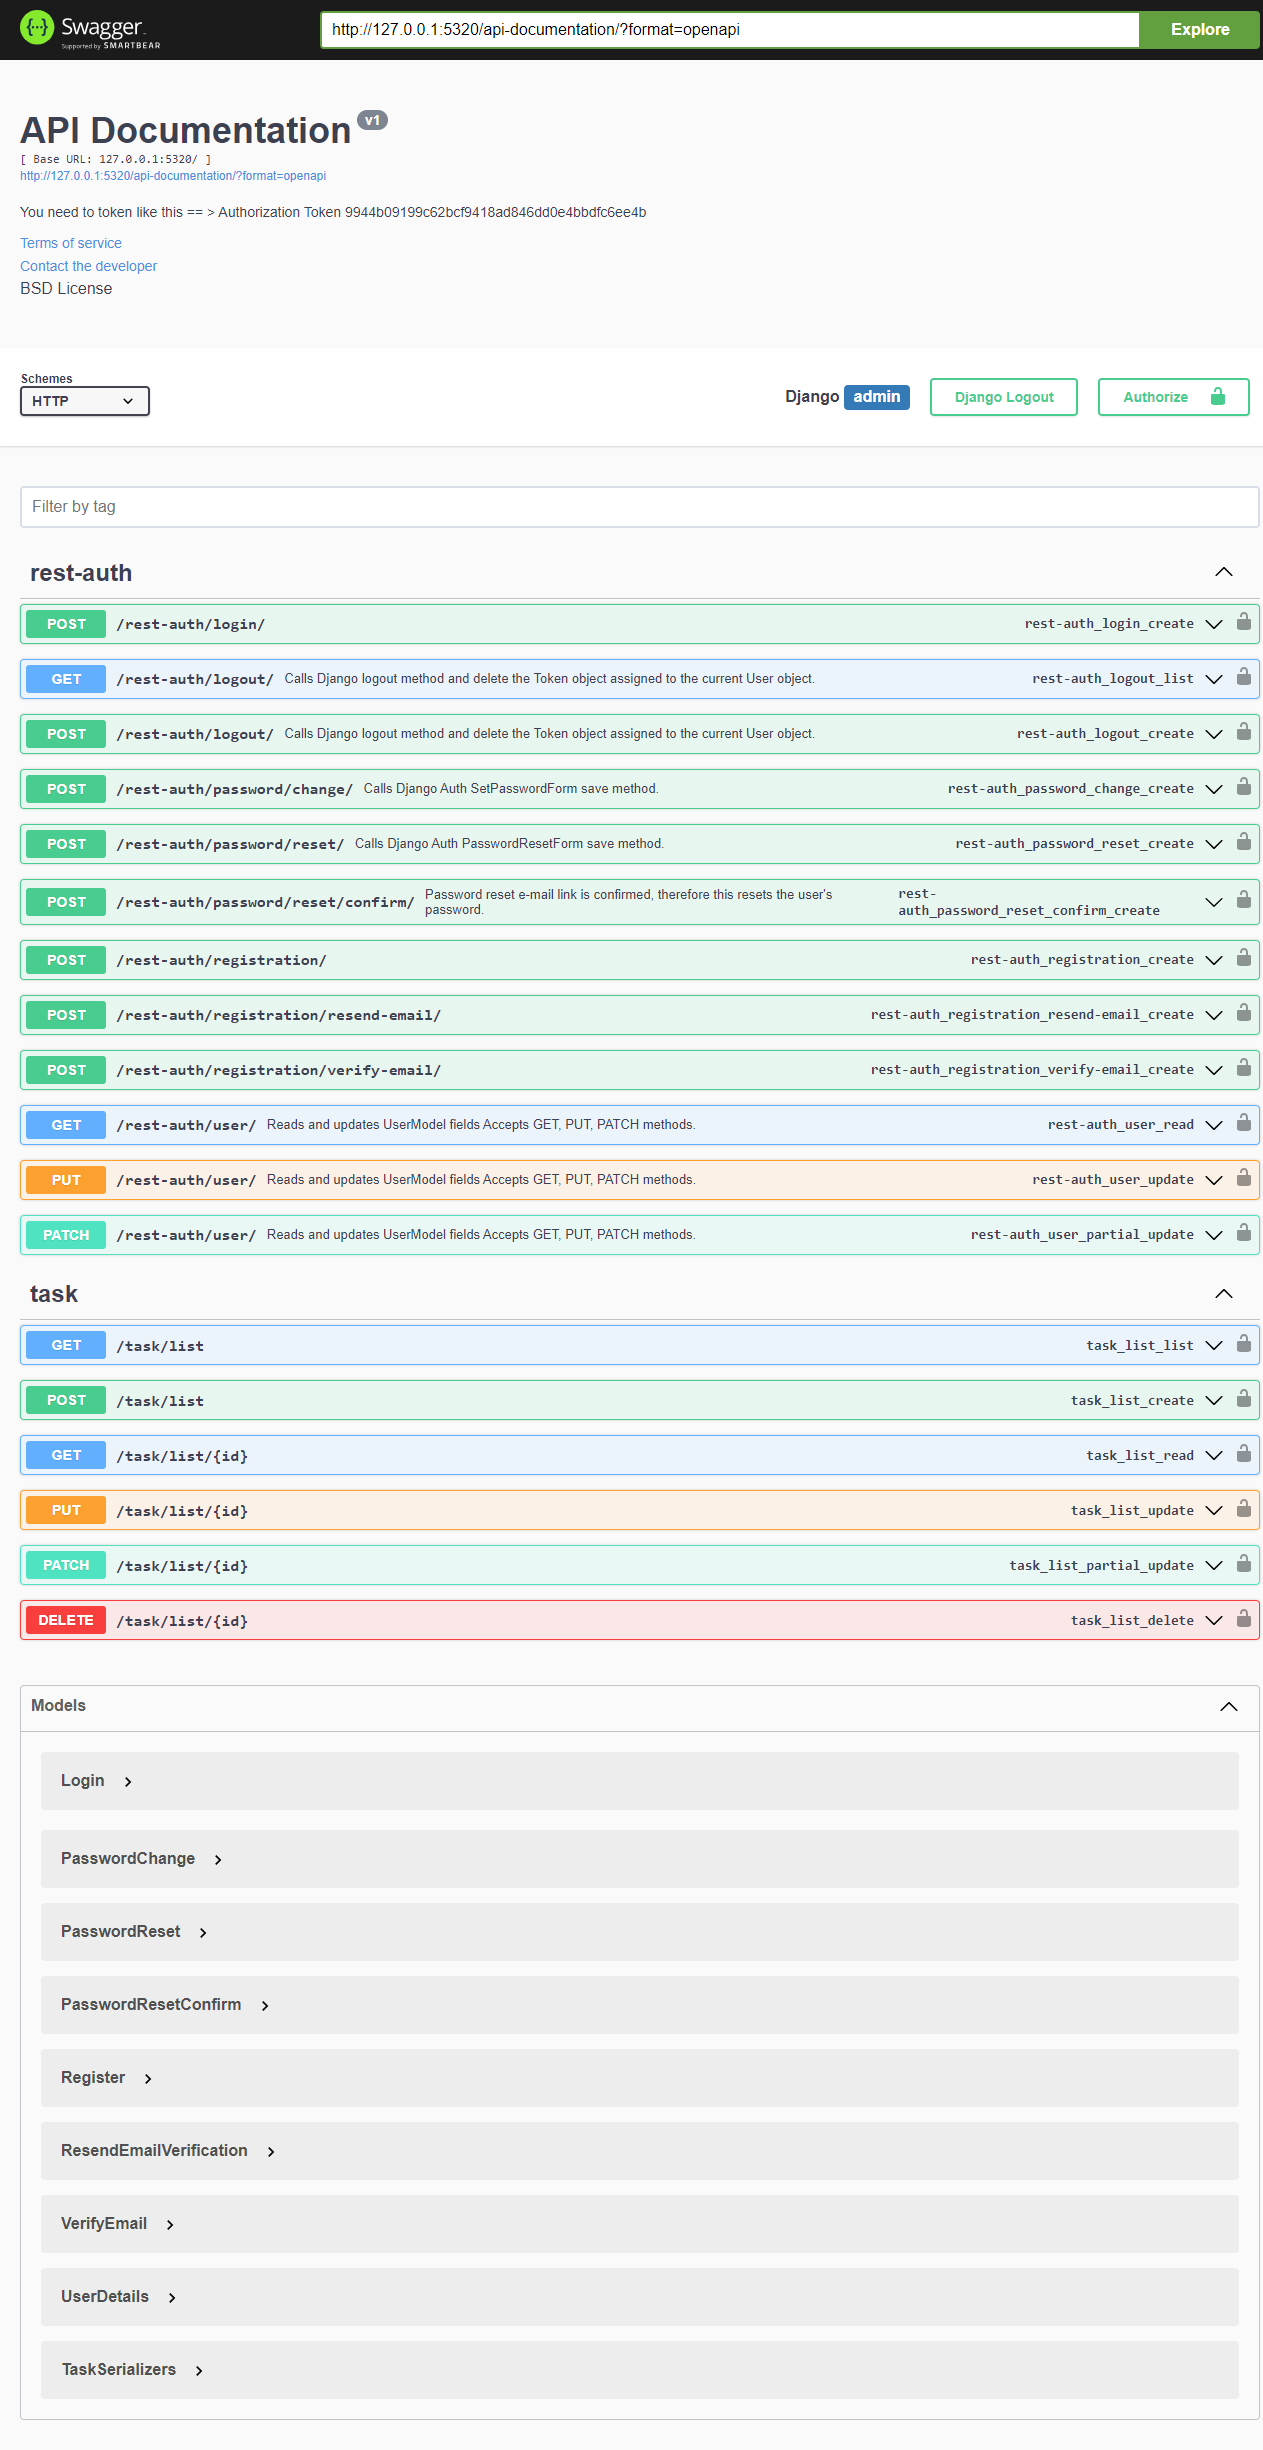 Swagger
Supported by SMARTBEAR
http://127.0.0.1:5320/api-documentation/?format=openapi
Explore
API Documentation v1
[ Base URL: 127.0.0.1:5320/ ]
http://127.0.0.1:5320/api-documentation/?format=openapi
You need to token like this == > Authorization Token 9944b09199c62bcf9418ad846dd0e4bbdfc6ee4b
Terms of service
Contact the developer
BSD License
Schemes
HTTP
Django admin
Django Logout
Authorize
Filter by tag
rest-auth
POST /rest-auth/login/ rest-auth_login_create
GET /rest-auth/logout/ Calls Django logout method and delete the Token object assigned to the current User object. rest-auth_logout_list
POST /rest-auth/logout/ Calls Django logout method and delete the Token object assigned to the current User object. rest-auth_logout_create
POST /rest-auth/password/change/ Calls Django Auth SetPasswordForm save method. rest-auth_password_change_create
POST /rest-auth/password/reset/ Calls Django Auth PasswordResetForm save method. rest-auth_password_reset_create
POST /rest-auth/password/reset/confirm/ Password reset e-mail link is confirmed, therefore this resets the user's
password.
rest-
auth_password_reset_confirm_create
POST /rest-auth/registration/ rest-auth_registration_create
POST /rest-auth/registration/resend-email/ rest-auth_registration_resend-email_create
POST /rest-auth/registration/verify-email/ rest-auth_registration_verify-email_create
GET /rest-auth/user/ Reads and updates UserModel fields Accepts GET, PUT, PATCH methods. rest-auth_user_read
PUT /rest-auth/user/ Reads and updates UserModel fields Accepts GET, PUT, PATCH methods. rest-auth_user_update
PATCH /rest-auth/user/ Reads and updates UserModel fields Accepts GET, PUT, PATCH methods. rest-auth_user_partial_update
task
GET /task/list task_list_list
POST /task/list task_list_create
GET /task/list/{id} task_list_read
PUT /task/list/{id} task_list_update
PATCH /task/list/{id} task_list_partial_update
DELETE /task/list/{id} task_list_delete
Models
Login
PasswordChange
PasswordReset
PasswordResetConfirm
Register
ResendEmailVerification
VerifyEmail
UserDetails
TaskSerializers